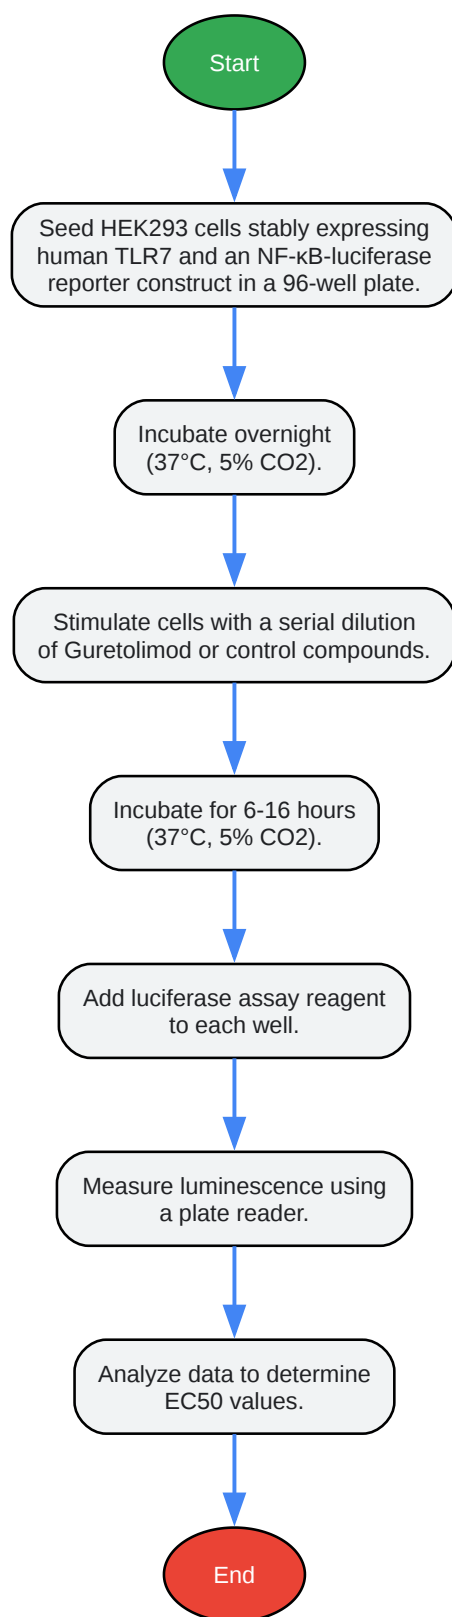 Start
Seed HEK293 cells stably expressing
human TLR7 and an NF-κB-luciferase
reporter construct in a 96-well plate.
Incubate overnight
(37°C, 5% CO2).
Stimulate cells with a serial dilution
of Guretolimod or control compounds.
Incubate for 6-16 hours
(37°C, 5% CO2).
Add luciferase assay reagent
to each well.
Measure luminescence using
a plate reader.
Analyze data to determine
EC50 values.
End